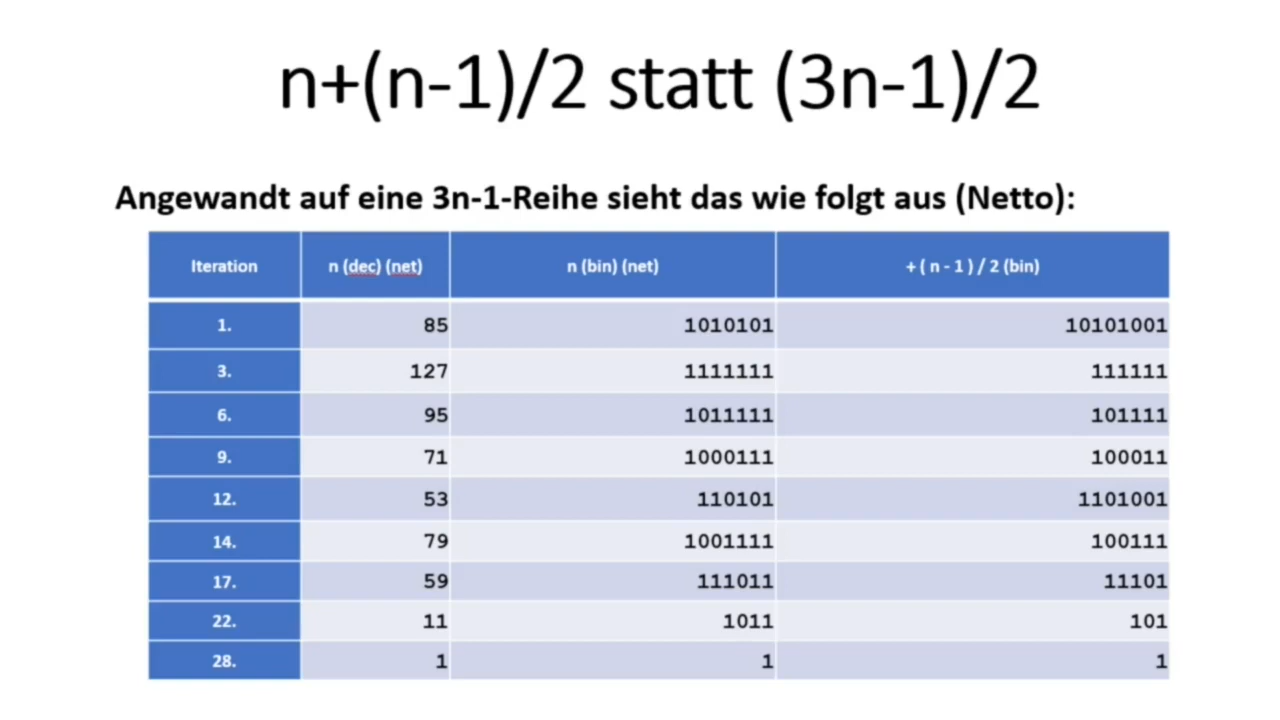 n+(n-1)/2 statt (3n-1)/2
Angewandt auf eine 3n-1-Reihe sieht das wie folgt aus (Netto):
Iteration n (dec) (net) n (bin) (net) + ( n - 1 ) / 2 (bin)
1. 85 1010101 10101001
3. 127 1111111 111111
6. 95 1011111 101111
9. 71 1000111 100011
12. 53 110101 1101001
14. 79 1001111 100111
17. 59 111011 11101
22. 11 1011 101
28. 1 1 1